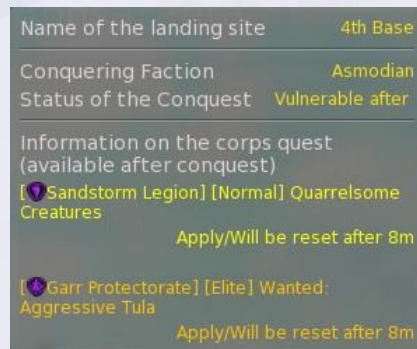 Name of the landing site 4th Base
Conquering Faction Asmodian
Status of the Conquest Vulnerable after
Information on the corps quest
(available after conquest)
[Sandstorm Legion] [Normal] Quarrelsome
Creatures
Apply/Will be reset after 8m
[Garr Protectorate] [Elite] Wanted:
Aggressive Tula
Apply/Will be reset after 8m